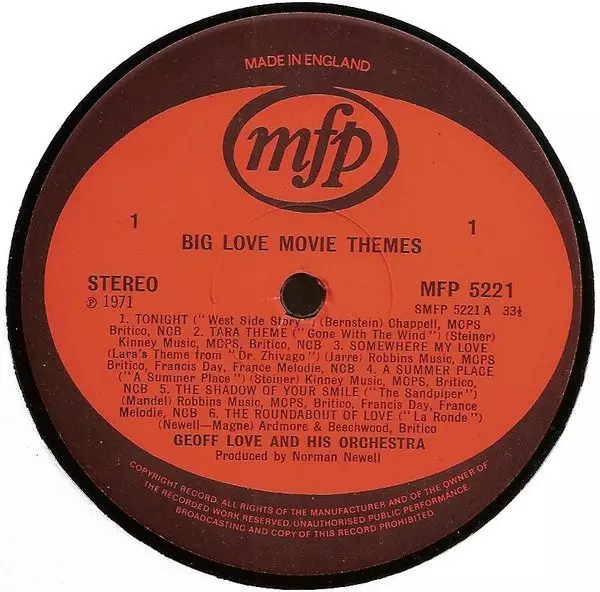 MADE IN ENGLAND
mfp
1 1
BIG LOVE MOVIE THEMES
STEREO MFP 5221
℗ 1971 SMFP 5221 A 33⅓
1. TONIGHT ("West Side Story") (Bernstein) Chappell, MCPS
Britico, NCB 2. TARA THEME ("Gone With The Wind") (Steiner)
Kinney Music, MCPS, Britico, NCB 3. SOMEWHERE MY LOVE
(Lara's Theme from "Dr. Zhivago") (Jarre) Robbins Music, MCPS
Britico, Francis Day, France Melodie, NCB 4. A SUMMER PLACE
("A Summer Place") (Steiner) Kinney Music, MCPS, Britico,
NCB 5. THE SHADOW OF YOUR SMILE ("The Sandpiper")
(Mandel) Robbins Music, MCPS, Britico, Francis Day, France
Melodie, NCB 6. THE ROUNDABOUT OF LOVE ("La Ronde")
(Newell—Magne) Ardmore & Beechwood, Britico
GEOFF LOVE AND HIS ORCHESTRA
Produced by Norman Newell
COPYRIGHT RECORD. ALL RIGHTS OF THE MANUFACTURER AND OF THE OWNER OF
THE RECORDED WORK RESERVED. UNAUTHORISED PUBLIC PERFORMANCE,
BROADCASTING AND COPY OF THIS RECORD PROHIBITED